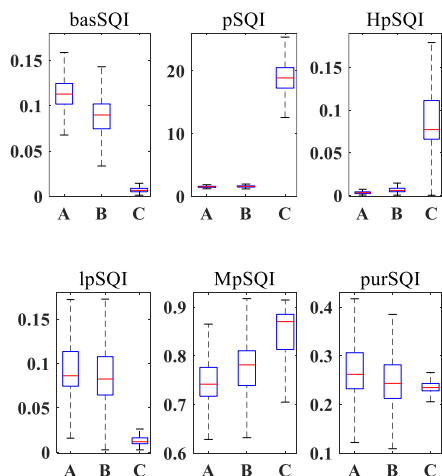 basSQI
0.15
0.1
0.05
0
A B C
pSQI
20
10
0
A B C
HpSQI
0.15
0.1
0.05
0
A B C
lpSQI
0.15
0.1
0.05
0
A B C
MpSQI
0.9
0.8
0.7
0.6
A B C
purSQI
0.4
0.3
0.2
0.1
A B C